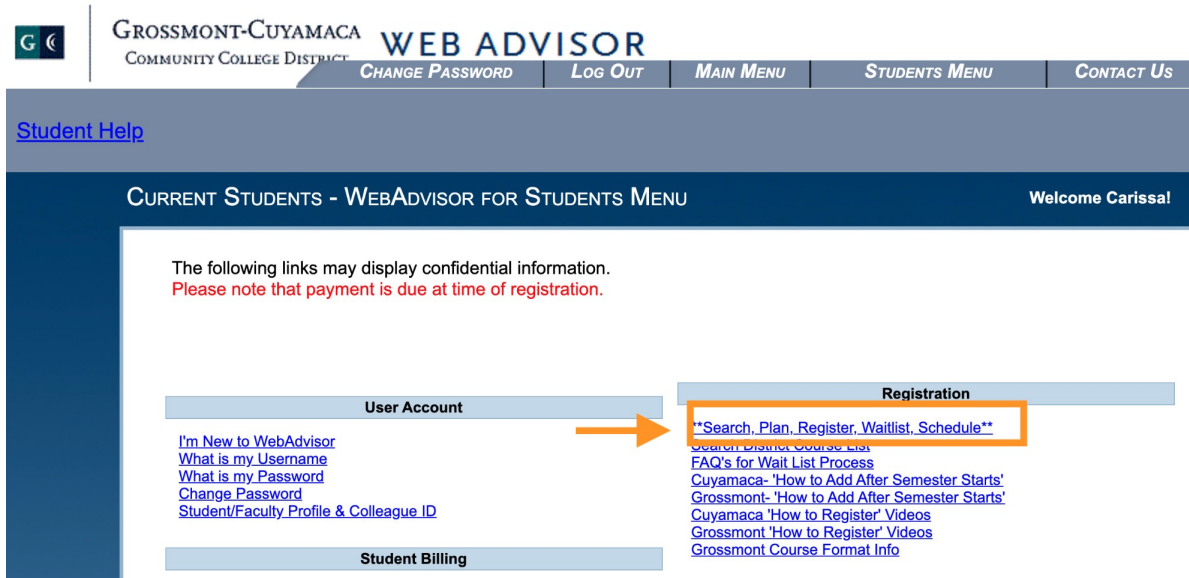 G C
GROSSMONT-CUYAMACA
COMMUNITY COLLEGE DISTRICT
WEB ADVISOR
CHANGE PASSWORD LOG OUT MAIN MENU STUDENTS MENU CONTACT US
Student Help
CURRENT STUDENTS - WEBADVISOR FOR STUDENTS MENU
Welcome Carissa!
The following links may display confidential information.
Please note that payment is due at time of registration.
User Account
I'm New to WebAdvisor
What is my Username
What is my Password
Change Password
Student/Faculty Profile & Colleague ID
Student Billing
Registration
**Search, Plan, Register, Waitlist, Schedule**
Search District Course List
FAQ's for Wait List Process
Cuyamaca- 'How to Add After Semester Starts'
Grossmont- 'How to Add After Semester Starts'
Cuyamaca 'How to Register' Videos
Grossmont 'How to Register' Videos
Grossmont Course Format Info